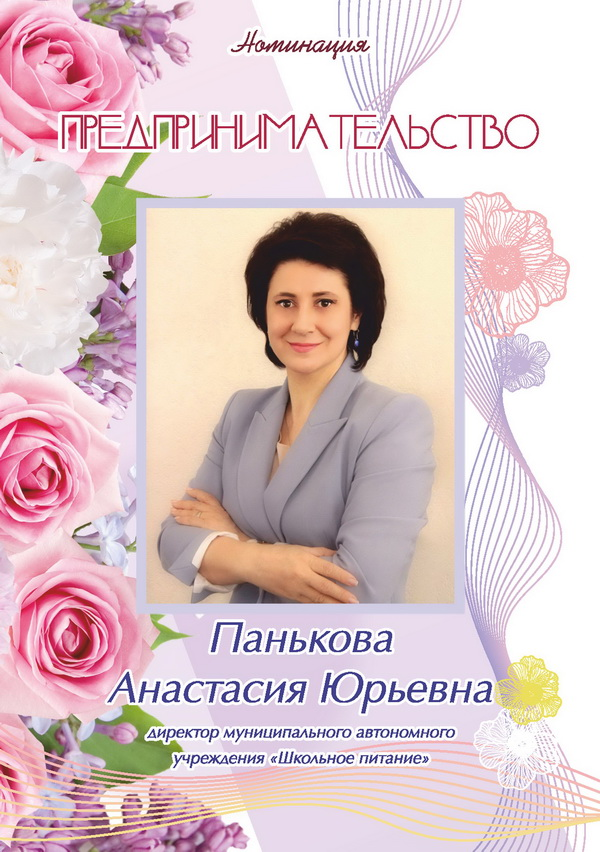 Номинация
ПРЕДПРИНИМАТЕЛЬСТВО
Панькова
Анастасия Юрьевна
директор муниципального автономного
учреждения «Школьное питание»